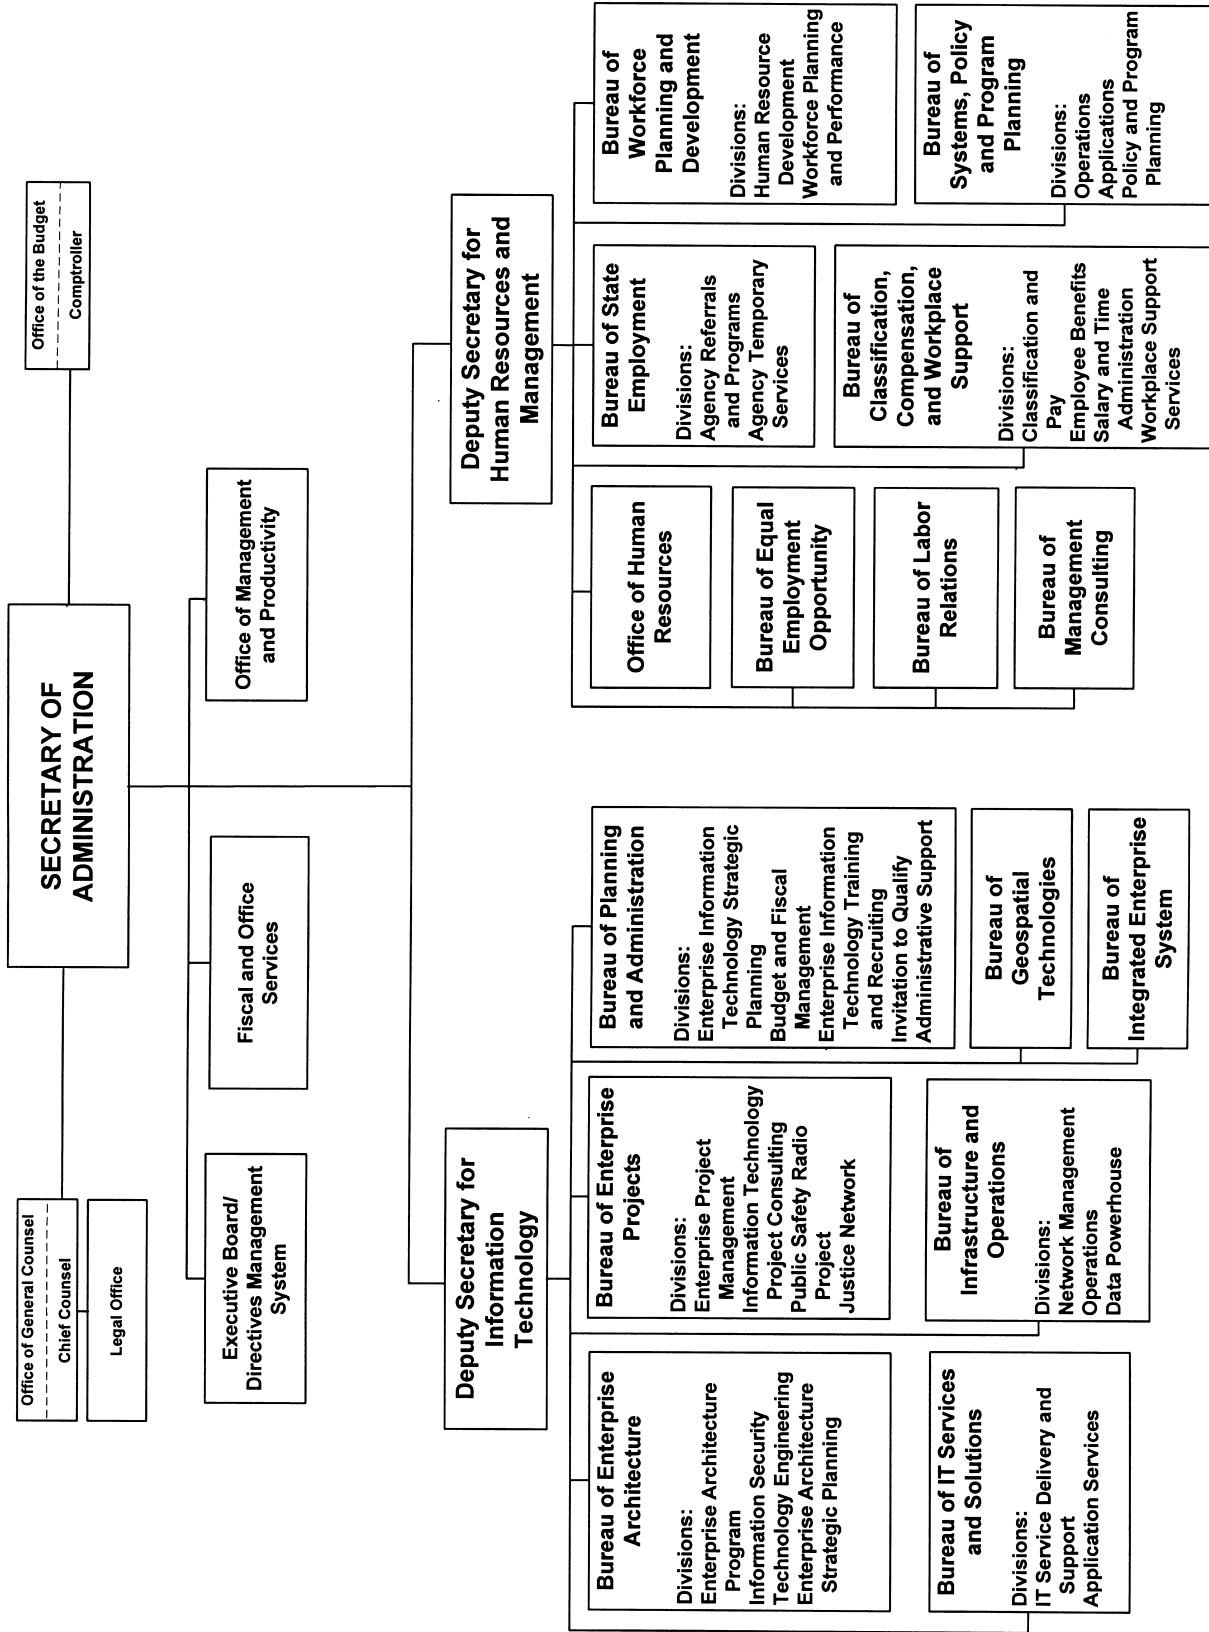 SECRETARY OF
ADMINISTRATION
Office of General Counsel
Chief Counsel
Legal Office
Office of the Budget
Comptroller
Executive Board/
Directives Management
System
Fiscal and Office
Services
Office of Management
and Productivity
Deputy Secretary for
Information
Technology
Deputy Secretary for
Human Resources and
Management
Bureau of Enterprise
Architecture
Divisions:
Enterprise Architecture
Program
Information Security
Technology Engineering
Enterprise Architecture
Strategic Planning
Bureau of IT Services
and Solutions
Divisions:
IT Service Delivery and
Support
Application Services
Bureau of Enterprise
Projects
Divisions:
Enterprise Project
Management
Information Technology
Project Consulting
Public Safety Radio
Project
Justice Network
Bureau of
Infrastructure and
Operations
Divisions:
Network Management
Operations
Data Powerhouse
Bureau of Planning
and Administration
Divisions:
Enterprise Information
Technology Strategic
Planning
Budget and Fiscal
Management
Enterprise Information
Technology Training
and Recruiting
Invitation to Qualify
Administrative Support
Bureau of
Geospatial
Technologies
Bureau of
Integrated Enterprise
System
Office of Human
Resources
Bureau of Equal
Employment
Opportunity
Bureau of Labor
Relations
Bureau of
Management
Consulting
Bureau of State
Employment
Divisions:
Agency Referrals
and Programs
Agency Temporary
Services
Bureau of
Classification,
Compensation,
and Workplace
Support
Divisions:
Classification and
Pay
Employee Benefits
Salary and Time
Administration
Workplace Support
Services
Bureau of
Workforce
Planning and
Development
Divisions:
Human Resource
Development
Workforce Planning
and Performance
Bureau of
Systems, Policy
and Program
Planning
Divisions:
Operations
Applications
Policy and Program
Planning